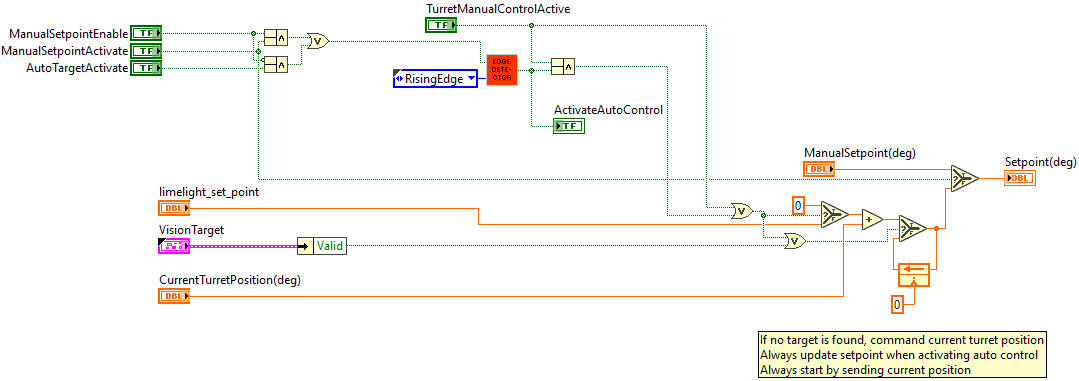 TurretManualControlActive
TF
ManualSetpointEnable
TF
ManualSetpointActivate
TF
AutoTargetActivate
TF
V
RisingEdge
EDGE
DETE-
CTOR
ActivateAutoControl
TF
ManualSetpoint(deg)
DBL
Setpoint(deg)
DBL
? T F
limelight_set_point
DBL
0
? T F
+
? T F
V
V
VisionTarget
Valid
CurrentTurretPosition(deg)
DBL
0
If no target is found, command current turret position
Always update setpoint when activating auto control
Always start by sending current position